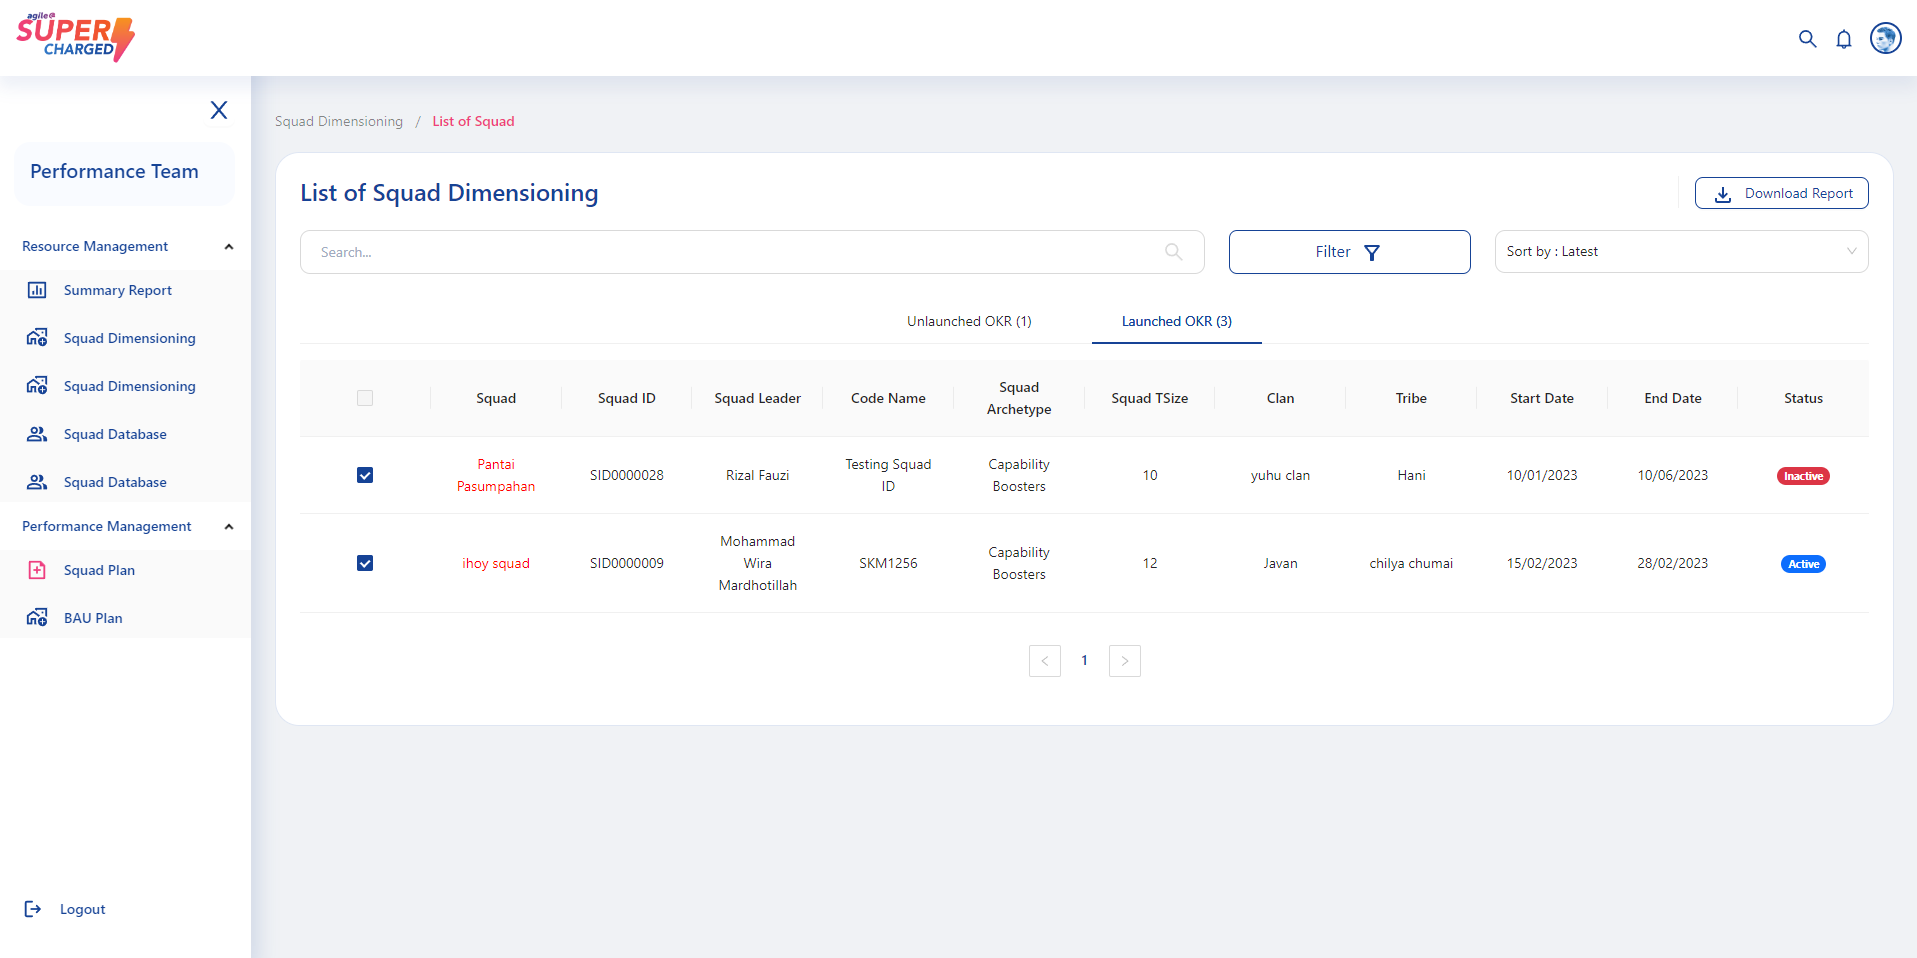 agile@
SUPER
CHARGED
Performance Team
Resource Management
Summary Report
Squad Dimensioning
Squad Dimensioning
Squad Database
Squad Database
Performance Management
Squad Plan
BAU Plan
Logout
Squad Dimensioning / List of Squad
List of Squad Dimensioning
Download Report
Search...
Filter
Sort by : Latest
Unlaunched OKR (1)
Launched OKR (3)
Squad
Squad ID
Squad Leader
Code Name
Squad
Archetype
Squad TSize
Clan
Tribe
Start Date
End Date
Status
Pantai
Pasumpahan
SID0000028
Rizal Fauzi
Testing Squad
ID
Capability
Boosters
10
yuhu clan
Hani
10/01/2023
10/06/2023
Inactive
ihoy squad
SID0000009
Mohammad
Wira
Mardhotillah
SKM1256
Capability
Boosters
12
Javan
chilya chumai
15/02/2023
28/02/2023
Active
< 1 >